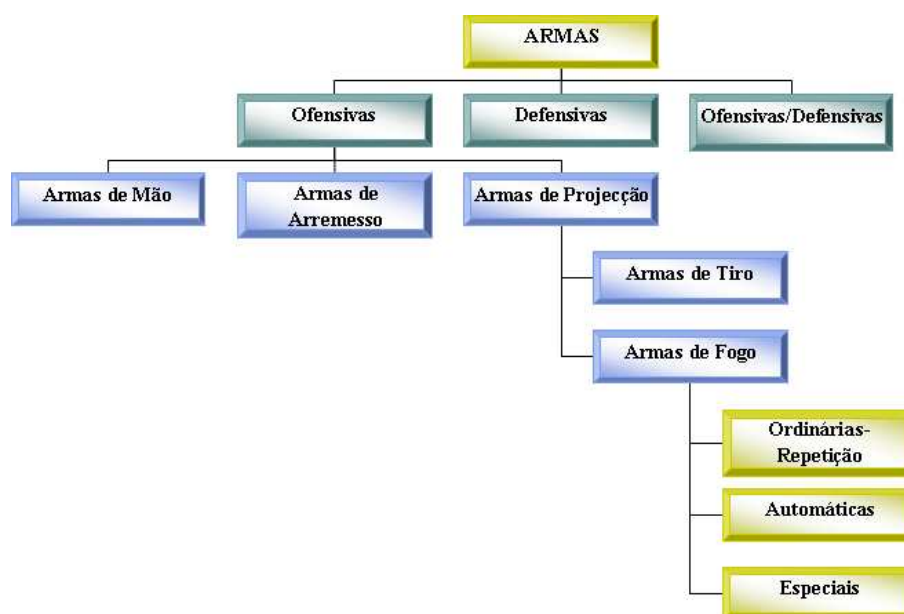 ARMAS
Ofensivas
Defensivas
Ofensivas/Defensivas
Armas de Mão
Armas de
Arremesso
Armas de Projecção
Armas de Tiro
Armas de Fogo
Ordinárias-
Repetição
Automáticas
Especiais